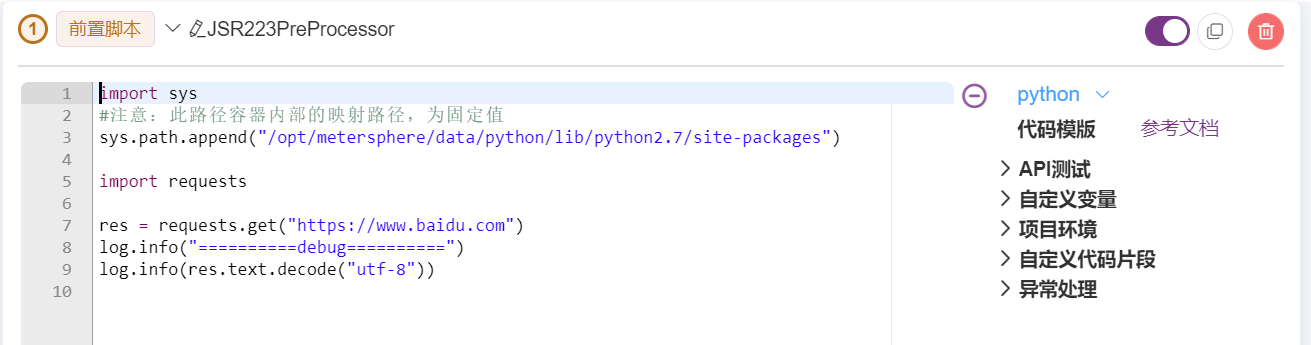 1 前置脚本 JSR223PreProcessor
1 import sys
2 #注意：此路径容器内部的映射路径，为固定值
3 sys.path.append("/opt/metersphere/data/python/lib/python2.7/site-packages")
4
5 import requests
6
7 res = requests.get("https://www.baidu.com")
8 log.info("==========debug==========")
9 log.info(res.text.decode("utf-8"))
10
python
代码模版 参考文档
API测试
自定义变量
项目环境
自定义代码片段
异常处理